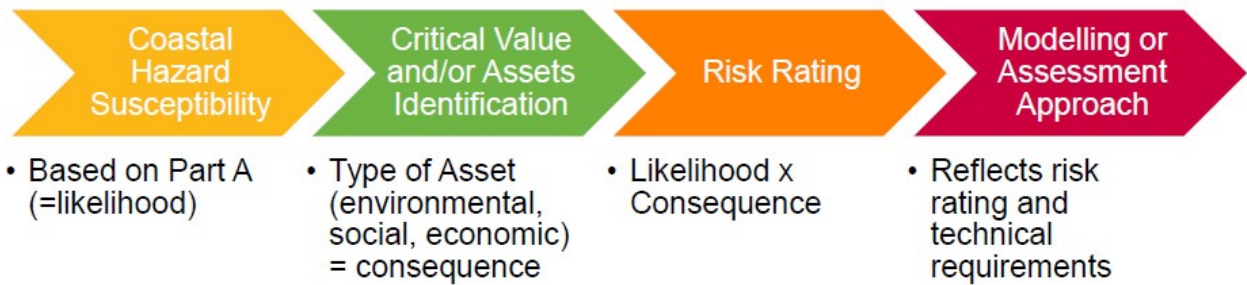 Coastal
Hazard
Susceptibility
Critical Value
and/or Assets
Identification
Risk Rating
Modelling or
Assessment
Approach
• Based on Part A
(=likelihood)
• Type of Asset
(environmental,
social, economic)
= consequence
• Likelihood x
Consequence
• Reflects risk
rating and
technical
requirements